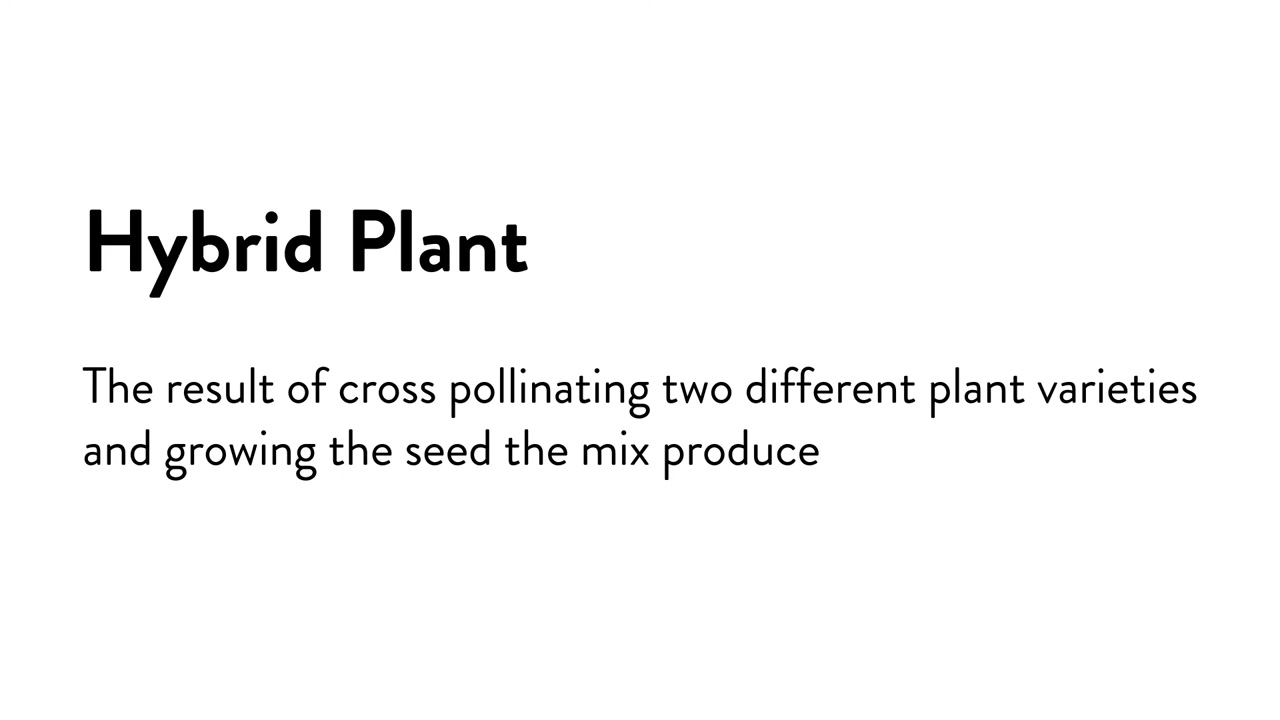 Hybrid Plant
The result of cross pollinating two different plant varieties
and growing the seed the mix produce